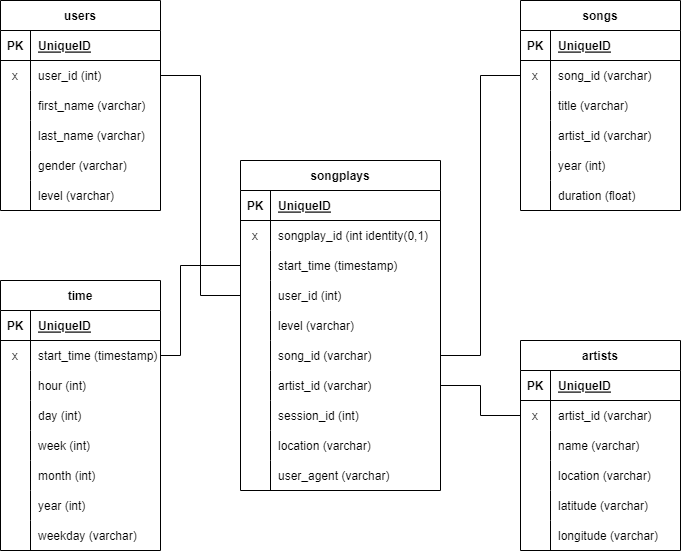 users
PK UniqueID
x user_id (int)
first_name (varchar)
last_name (varchar)
gender (varchar)
level (varchar)
songs
PK UniqueID
x song_id (varchar)
title (varchar)
artist_id (varchar)
year (int)
duration (float)
songplays
PK UniqueID
x songplay_id (int identity(0,1)
start_time (timestamp)
user_id (int)
level (varchar)
song_id (varchar)
artist_id (varchar)
session_id (int)
location (varchar)
user_agent (varchar)
time
PK UniqueID
x start_time (timestamp)
hour (int)
day (int)
week (int)
month (int)
year (int)
weekday (varchar)
artists
PK UniqueID
x artist_id (varchar)
name (varchar)
location (varchar)
latitude (varchar)
longitude (varchar)